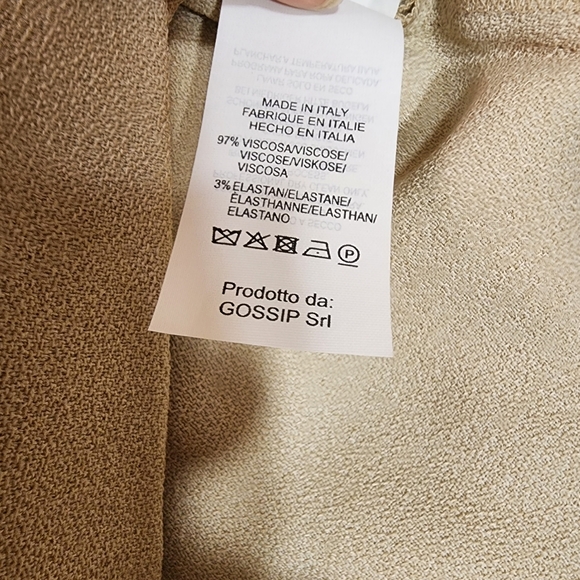 MADE IN ITALY
FABRIQUE EN ITALIE
HECHO EN ITALIA
97% VISCOSA/VISCOSE/
VISCOSE/VISKOSE/
VISCOSA
3% ELASTAN/ELASTANE/
ÉLASTHANNE/ELASTHAN/
ELASTANO
P
Prodotto da:
GOSSIP Srl